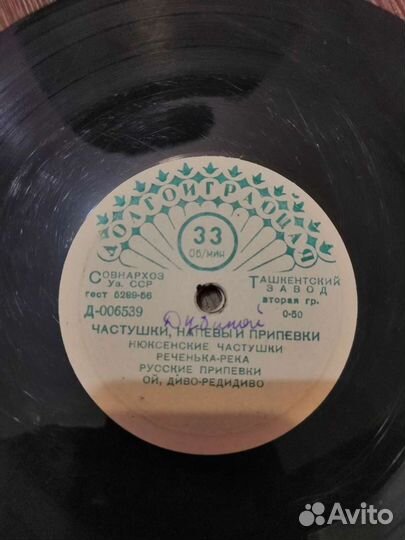 ДОЛГОИГРАЮЩАЯ
33
об/мин
СОВНАРХОЗ
Уз. ССР
гост 5289-56
ТАШКЕНТСКИЙ
ЗАВОД
вторая гр.
Д-006539
0-50
ЧАСТУШКИ, НАПЕВЫ И ПРИПЕВКИ
НЮКСЕНСКИЕ ЧАСТУШКИ
РЕЧЕНЬКА-РЕКА
РУССКИЕ ПРИПЕВКИ
ОЙ, ДИВО-РЕДИДИВО
Avito